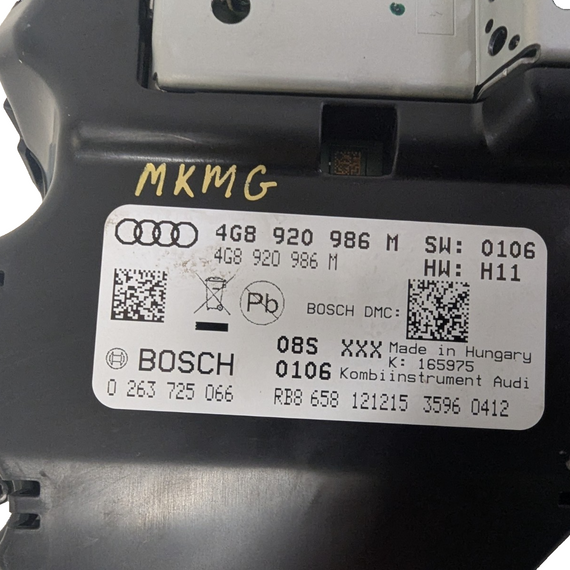 MKMG
4G8 920 986 M SW: 0106
4G8 920 986 M HW: H11
Pb BOSCH DMC:
BOSCH 08S XXX Made in Hungary
K: 165975
0106 Kombiinstrument Audi
0 263 725 066 RB8 658 121215 3596 0412